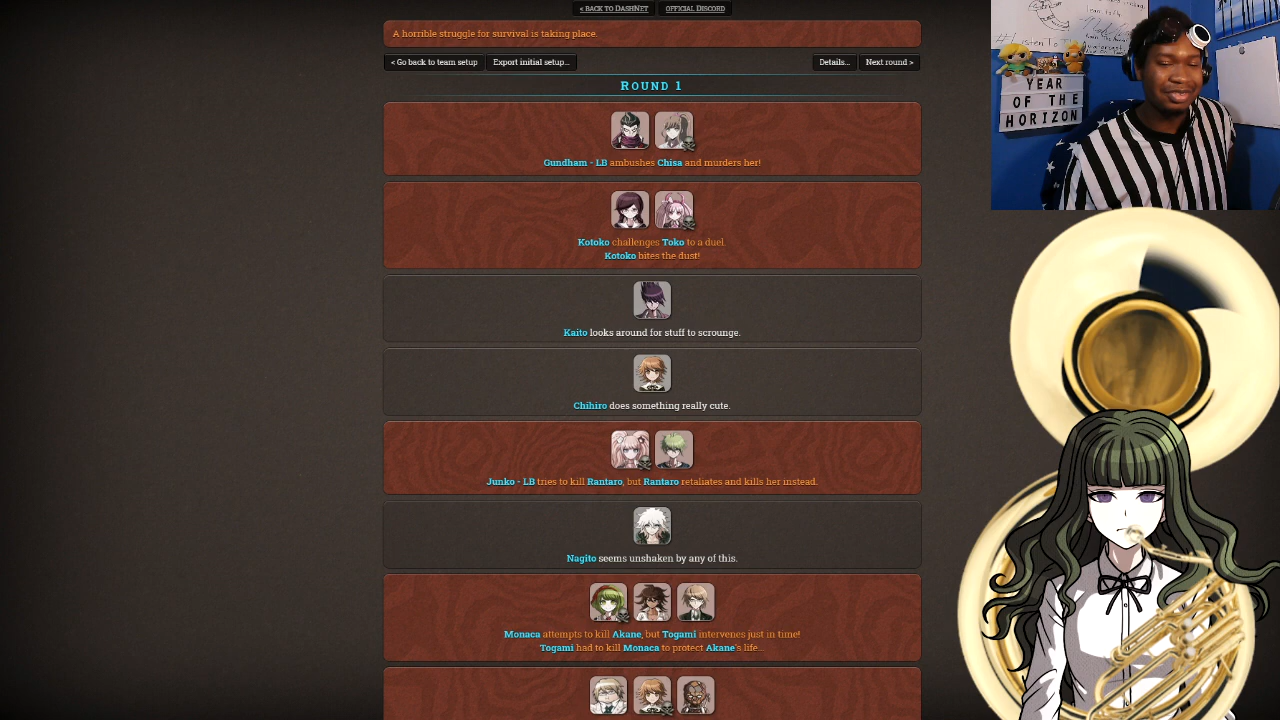 < BACK TO DASHNET
OFFICIAL DISCORD
A horrible struggle for survival is taking place.
< Go back to team setup
Export initial setup...
Details...
Next round >
ROUND 1
Gundham - LB ambushes Chisa and murders her!
Kotoko challenges Toko to a duel.
Kotoko bites the dust!
Kaito looks around for stuff to scrounge.
Chihiro does something really cute.
Junko - LB tries to kill Rantaro, but Rantaro retaliates and kills her instead.
Nagito seems unshaken by any of this.
Monaca attempts to kill Akane, but Togami intervenes just in time!
Togami had to kill Monaca to protect Akane's life...
YEAR
OF THE
HORIZON